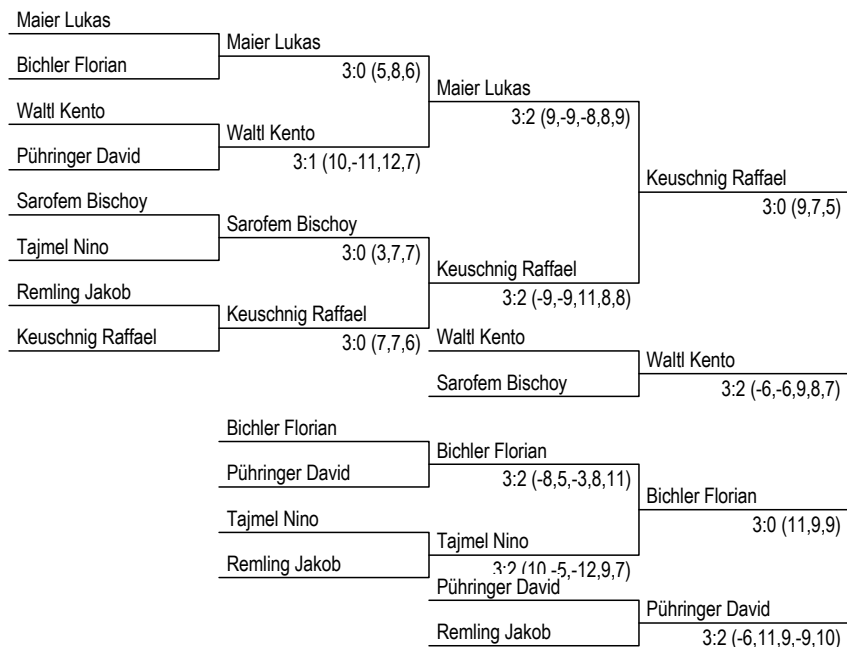 Maier Lukas
Maier Lukas
Bichler Florian
3:0 (5,8,6)
Maier Lukas
Waltl Kento
3:2 (9,-9,-8,8,9)
Waltl Kento
Pühringer David
3:1 (10,-11,12,7)
Keuschnig Raffael
Sarofem Bischoy
3:0 (9,7,5)
Sarofem Bischoy
Tajmel Nino
3:0 (3,7,7)
Keuschnig Raffael
Remling Jakob
3:2 (-9,-9,11,8,8)
Keuschnig Raffael
Keuschnig Raffael
3:0 (7,7,6)
Waltl Kento
Waltl Kento
Sarofem Bischoy
3:2 (-6,-6,9,8,7)
Bichler Florian
Bichler Florian
Pühringer David
3:2 (-8,5,-3,8,11)
Bichler Florian
Tajmel Nino
3:0 (11,9,9)
Tajmel Nino
Remling Jakob
3:2 (10,-5,-12,9,7)
Pühringer David
Pühringer David
Remling Jakob
3:2 (-6,11,9,-9,10)